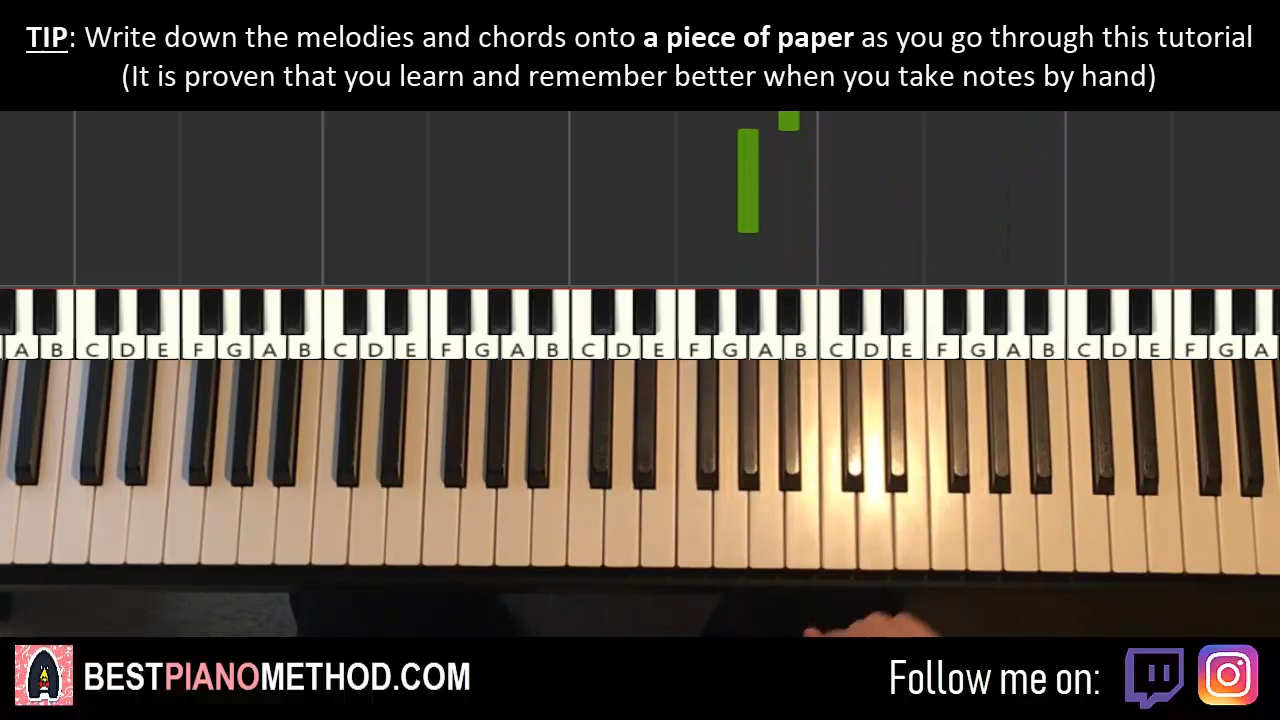 TIP: Write down the melodies and chords onto a piece of paper as you go through this tutorial
(It is proven that you learn and remember better when you take notes by hand)
A B C D E F G A B C D E F G A B C D E F G A B C D E F G A B C D E F G A
BESTPIANOMETHOD.COM
Follow me on: